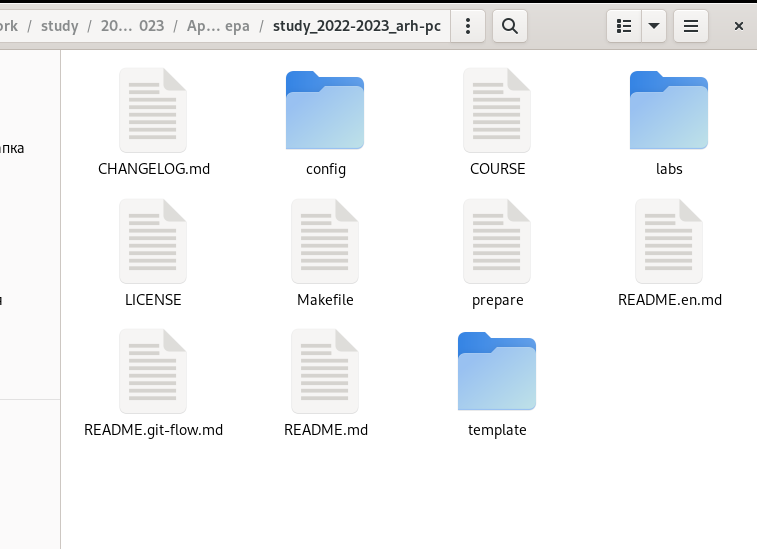 ork / study / 20… 023 / Ар… ера / study_2022-2023_arh-pc
апка
я
CHANGELOG.md config COURSE labs
LICENSE Makefile prepare README.en.md
README.git-flow.md README.md template